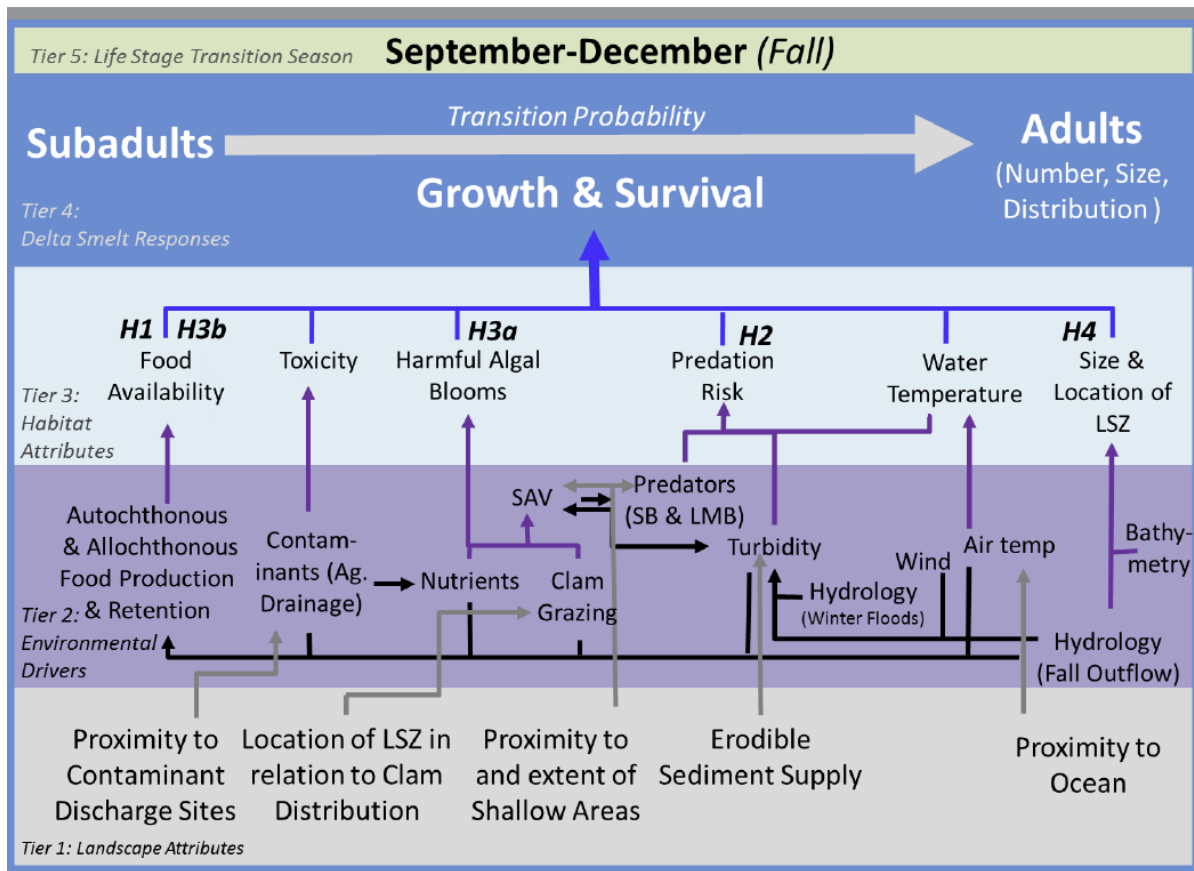 Tier 5: Life Stage Transition Season
September-December (Fall)
Transition Probability
Subadults
Adults
(Number, Size,
Distribution )
Growth & Survival
Tier 4:
Delta Smelt Responses
H1
H3b
H3a
H2
H4
Food
Availability
Toxicity
Harmful Algal
Blooms
Predation
Risk
Water
Temperature
Size &
Location of
LSZ
Tier 3:
Habitat
Attributes
Autochthonous
& Allochthonous
Food Production
& Retention
Contam-
inants (Ag.
Drainage)
Nutrients
SAV
Clam
Grazing
Predators
(SB & LMB)
Turbidity
Hydrology
(Winter Floods)
Wind
Air temp
Bathy-
metry
Hydrology
(Fall Outflow)
Tier 2:
Environmental
Drivers
Proximity to
Contaminant
Discharge Sites
Location of LSZ in
relation to Clam
Distribution
Proximity to
and extent of
Shallow Areas
Erodible
Sediment Supply
Proximity to
Ocean
Tier 1: Landscape Attributes